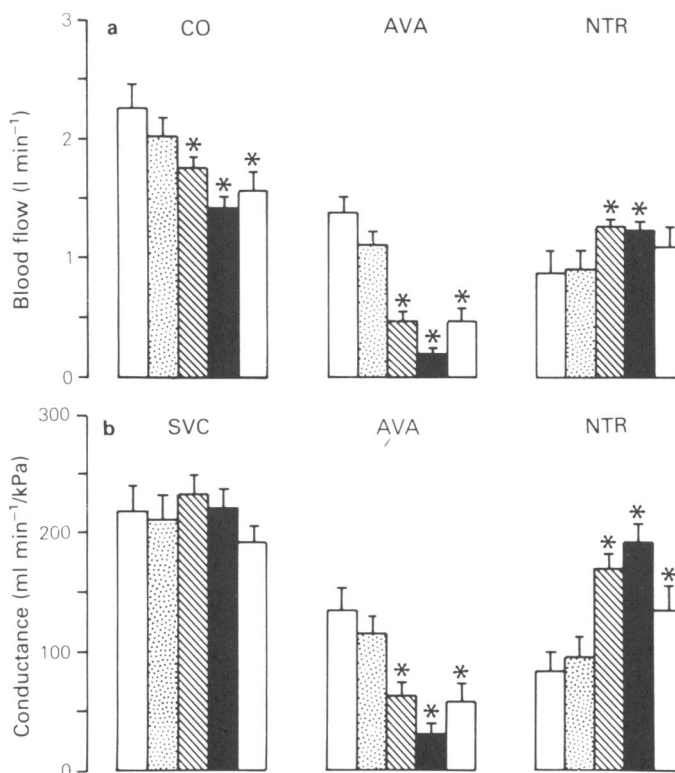 3
a
CO
AVA
NTR
2
1
0
Blood flow (l min⁻¹)
* * *
* * *
* *
300
b
SVC
AVA
NTR
200
100
0
Conductance (ml min⁻¹/kPa)
* * *
* * *